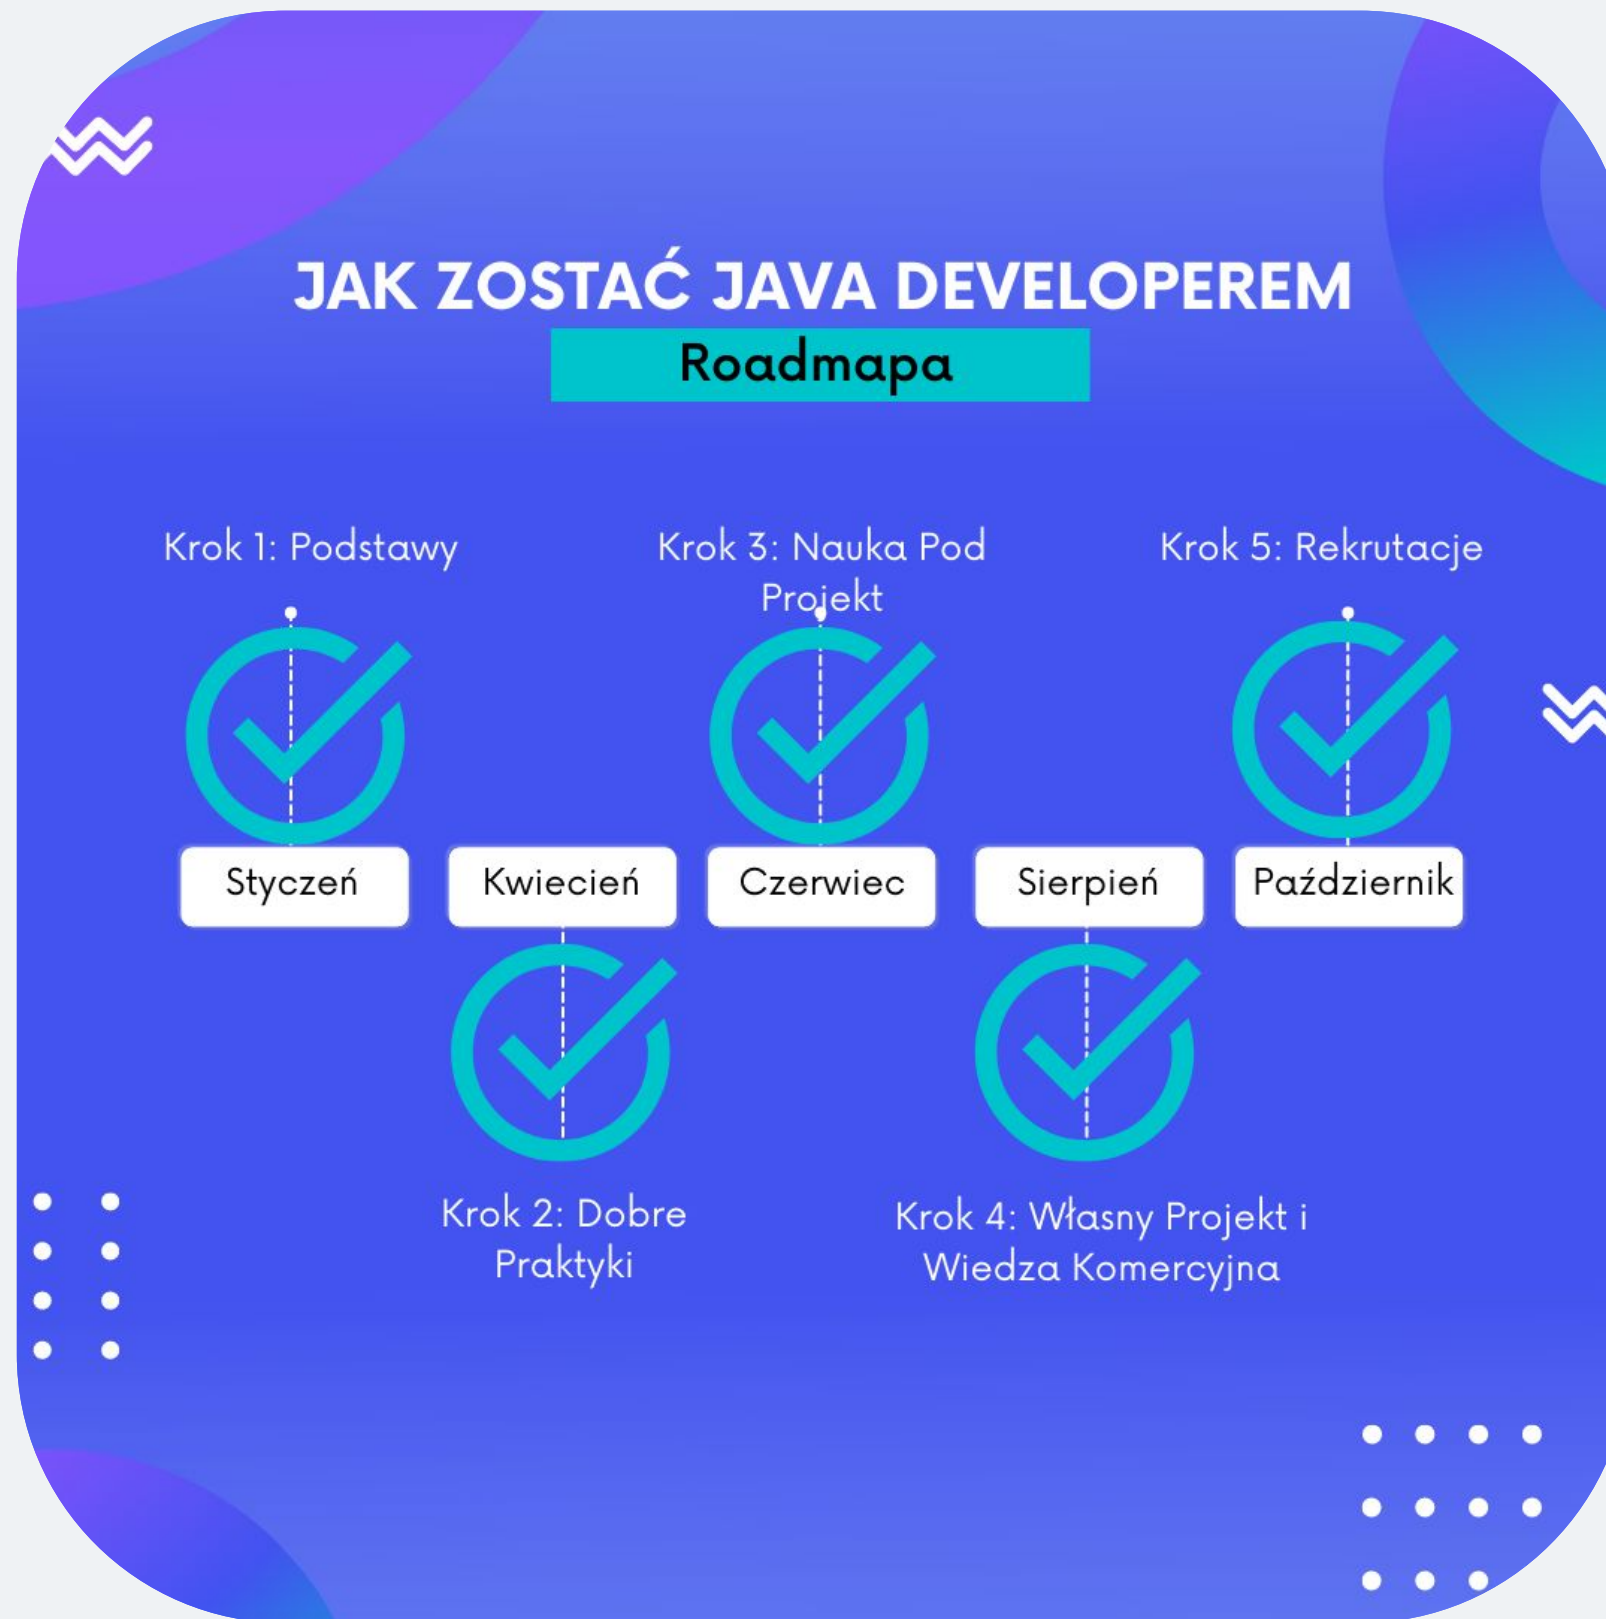 JAK ZOSTAĆ JAVA DEVELOPEREM
Roadmapa
Krok 1: Podstawy
Krok 3: Nauka Pod
Projekt
Krok 5: Rekrutacje
Styczeń
Kwiecień
Czerwiec
Sierpień
Październik
Krok 2: Dobre
Praktyki
Krok 4: Własny Projekt i
Wiedza Komercyjna